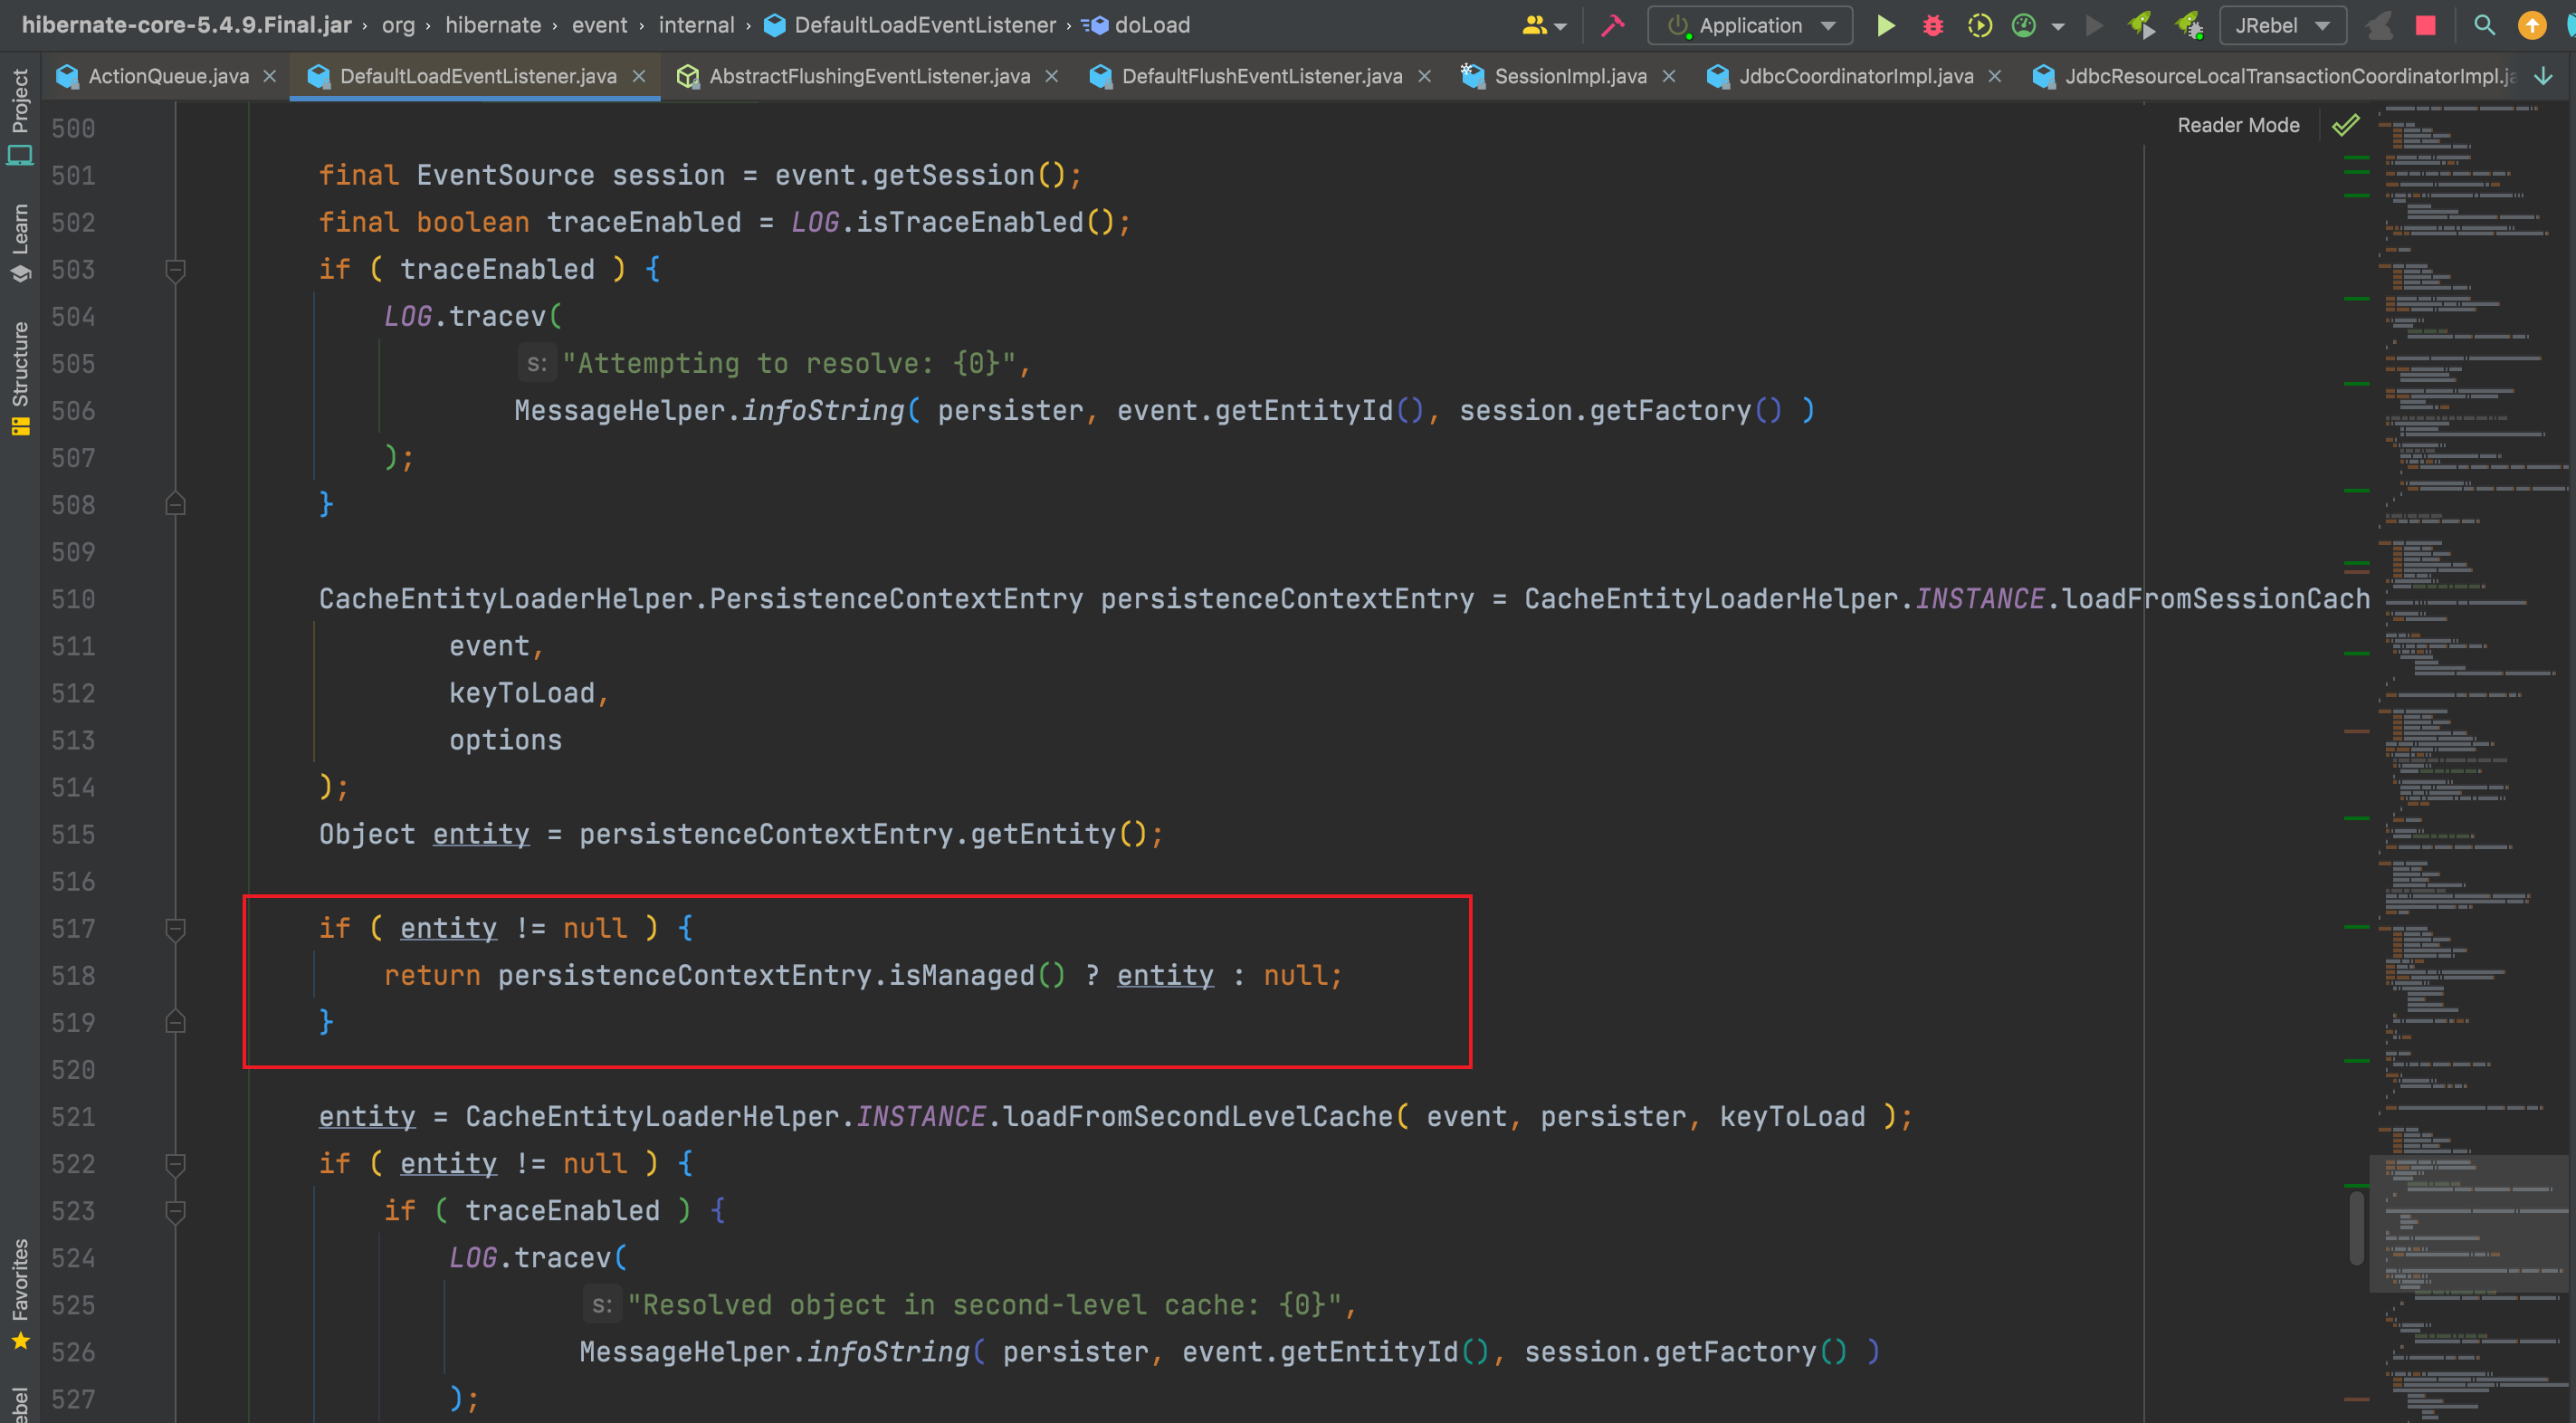 hibernate-core-5.4.9.Final.jar › org › hibernate › event › internal › DefaultLoadEventListener › doLoad
Application
JRebel
ActionQueue.java
DefaultLoadEventListener.java
AbstractFlushingEventListener.java
DefaultFlushEventListener.java
SessionImpl.java
JdbcCoordinatorImpl.java
JdbcResourceLocalTransactionCoordinatorImpl.ja
Project
Learn
Structure
Favorites
ebel
Reader Mode
500
501 final EventSource session = event.getSession();
502 final boolean traceEnabled = LOG.isTraceEnabled();
503 if ( traceEnabled ) {
504 LOG.tracev(
505 s: "Attempting to resolve: {0}",
506 MessageHelper.infoString( persister, event.getEntityId(), session.getFactory() )
507 );
508 }
509
510 CacheEntityLoaderHelper.PersistenceContextEntry persistenceContextEntry = CacheEntityLoaderHelper.INSTANCE.loadFromSessionCach
511 event,
512 keyToLoad,
513 options
514 );
515 Object entity = persistenceContextEntry.getEntity();
516
517 if ( entity != null ) {
518 return persistenceContextEntry.isManaged() ? entity : null;
519 }
520
521 entity = CacheEntityLoaderHelper.INSTANCE.loadFromSecondLevelCache( event, persister, keyToLoad );
522 if ( entity != null ) {
523 if ( traceEnabled ) {
524 LOG.tracev(
525 s: "Resolved object in second-level cache: {0}",
526 MessageHelper.infoString( persister, event.getEntityId(), session.getFactory() )
527 );